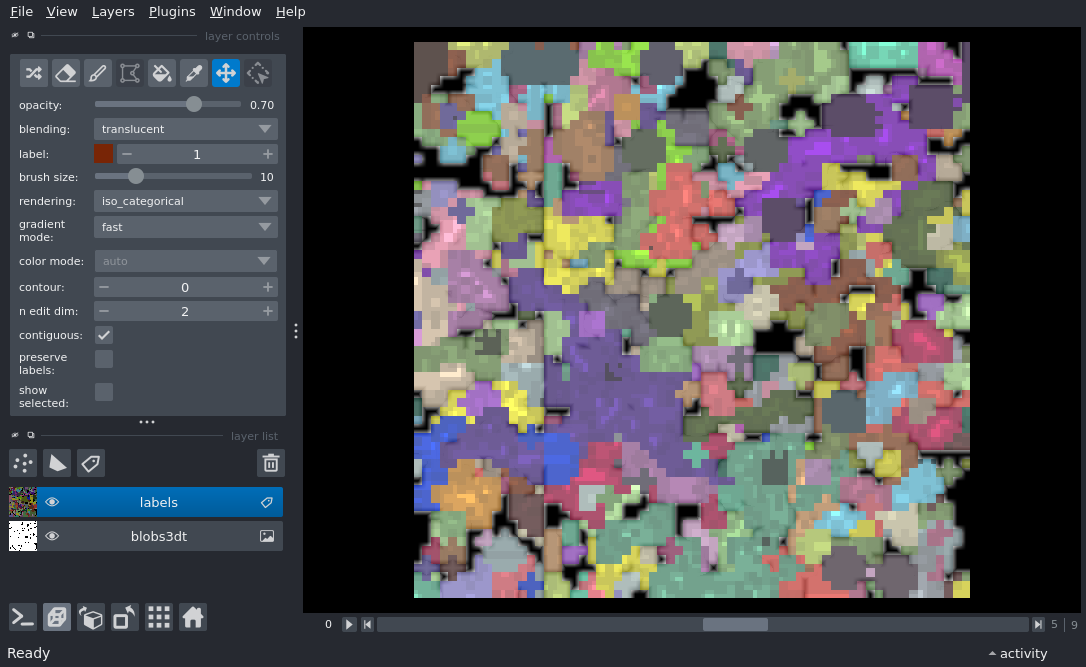 File View Layers Plugins Window Help
layer controls
opacity: 0.70
blending: translucent
label: 1
brush size: 10
rendering: iso_categorical
gradient
mode: fast
color mode: auto
contour: 0
n edit dim: 2
contiguous:
preserve
labels:
show
selected:
layer list
labels
blobs3dt
0 5 | 9
Ready activity